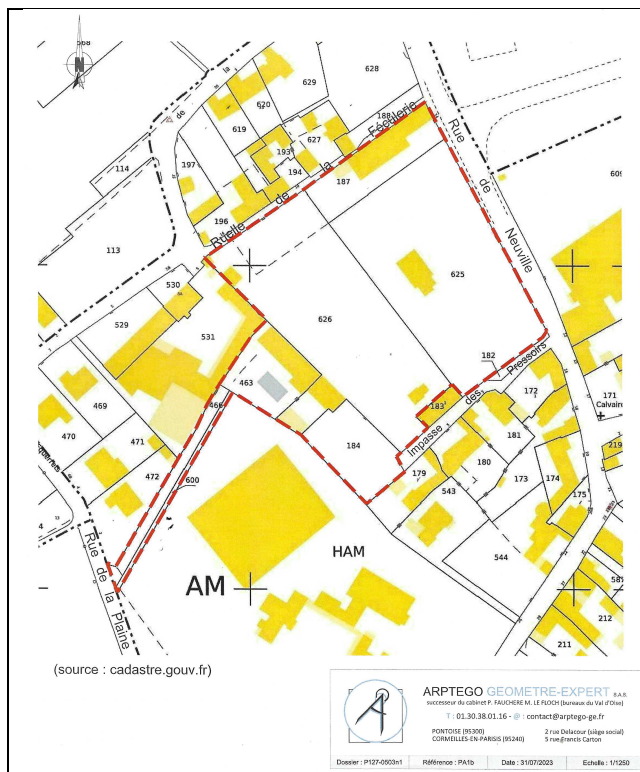 568
N
de
la
628
629
620
619
188
627
193
197
194
187
114
196
Ruelle de la Féculerie
Rue de Neuville
609
113
530
529
531
626
625
182
463
183
Impasse des Pressoirs
172
171
Calvaire
469
466
470
471
184
181
219
179
180
472
173
174
543
175
600
544
HAM
AM
Rue de la Plaine
212
211
(source : cadastre.gouv.fr)
ARPTEGO GEOMETRE-EXPERT
successeur du cabinet P. FAUCHERE M. LE FLOCH (bureaux du Val d'Oise)
T : 01.30.38.01.16 - @ : contact@arptego-ge.fr
PONTOISE (95300) 2 rue Delacour (siège social)
CORMEILLES-EN-PARISIS (95240) 5 rue Francis Carton
Dossier : P127-0503n1 Référence : PA1b Date : 31/07/2023 Echelle : 1/1250